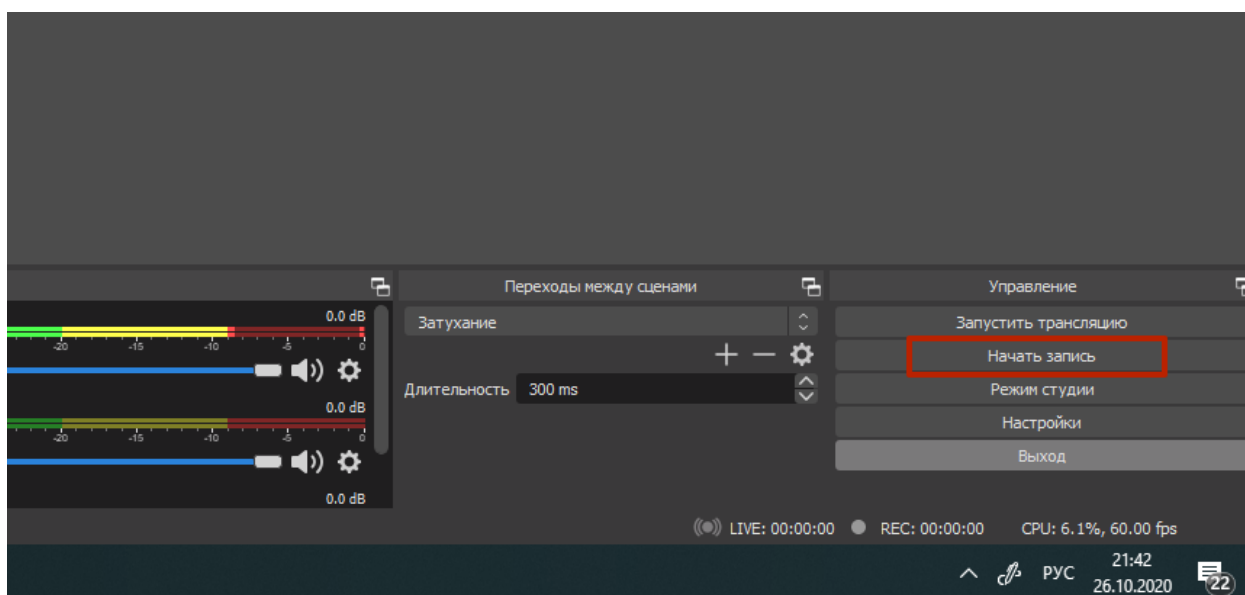 Переходы между сценами
Управление
0.0 dB
-20 -15 -10 -5 0
0.0 dB
-20 -15 -10 -5 0
0.0 dB
Затухание
Длительность 300 ms
Запустить трансляцию
Начать запись
Режим студии
Настройки
Выход
LIVE: 00:00:00 REC: 00:00:00 CPU: 6.1%, 60.00 fps
РУС
21:42
26.10.2020
22